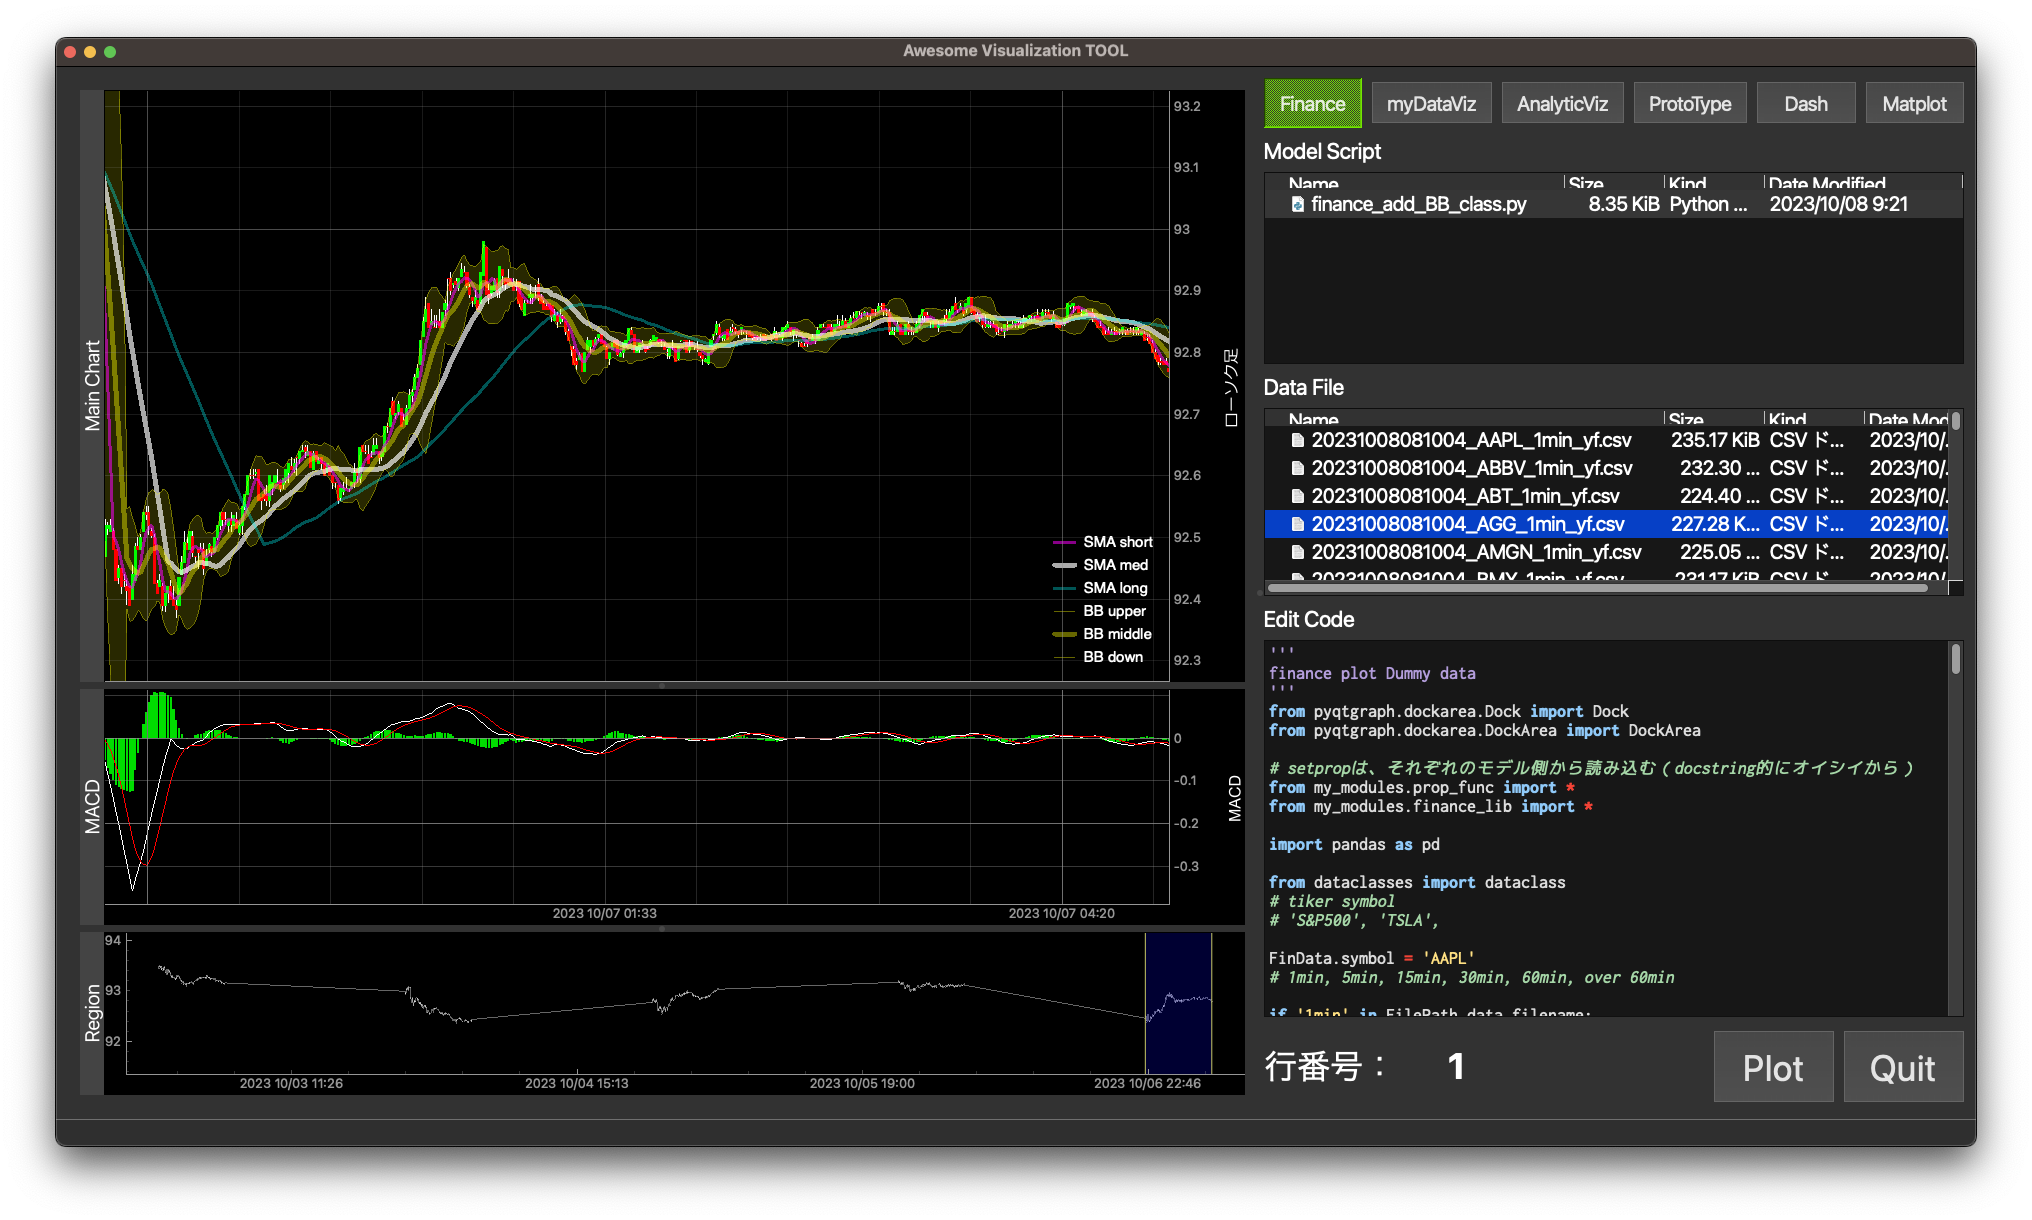 Awesome Visualization TOOL
Main Chart
93.2
93.1
93
92.9
92.8
92.7
92.6
92.5
92.4
92.3
ローソク足
SMA short
SMA med
SMA long
BB upper
BB middle
BB down
MACD
0
-0.1
-0.2
-0.3
MACD
2023 10/07 01:33
2023 10/07 04:20
Region
94
93
92
2023 10/03 11:26
2023 10/04 15:13
2023 10/05 19:00
2023 10/06 22:46
Finance myDataViz AnalyticViz ProtoType Dash Matplot
Model Script
Name Size Kind Date Modified
finance_add_BB_class.py 8.35 KiB Python ... 2023/10/08 9:21
Data File
Name Size Kind Date Mod
20231008081004_AAPL_1min_yf.csv 235.17 KiB CSV ド... 2023/10/.
20231008081004_ABBV_1min_yf.csv 232.30 ... CSV ド... 2023/10/.
20231008081004_ABT_1min_yf.csv 224.40 ... CSV ド... 2023/10/.
20231008081004_AGG_1min_yf.csv 227.28 K... CSV ド... 2023/10/.
20231008081004_AMGN_1min_yf.csv 225.05 ... CSV ド... 2023/10/.
20231008081004_BMY_1min_yf.csv 231.17 KiB CSV ド... 2023/10/.
Edit Code
'''
finance plot Dummy data
'''
from pyqtgraph.dockarea.Dock import Dock
from pyqtgraph.dockarea.DockArea import DockArea
# setpropは、それぞれのモデル側から読み込む（docstring的にオイシイから）
from my_modules.prop_func import *
from my_modules.finance_lib import *
import pandas as pd
from dataclasses import dataclass
# tiker symbol
# 'S&P500', 'TSLA',
FinData.symbol = 'AAPL'
# 1min, 5min, 15min, 30min, 60min, over 60min
if '1min' in FilePath.data_filename:
行番号： 1
Plot Quit